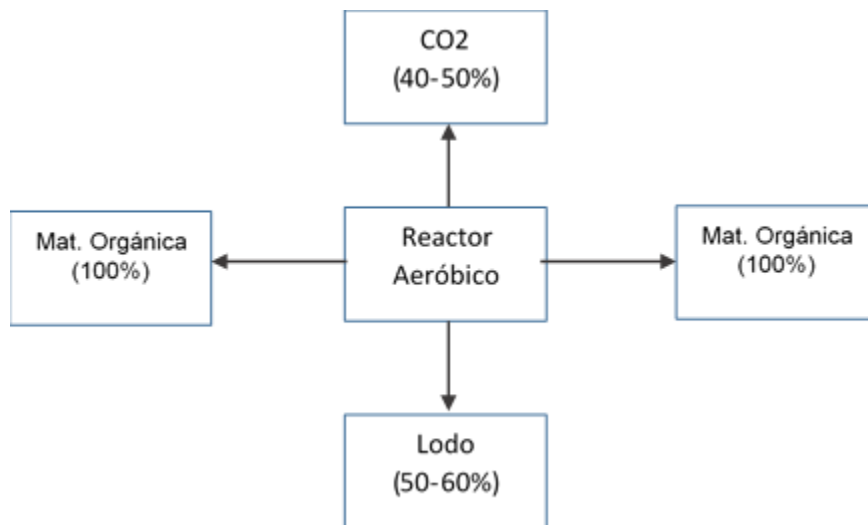 CO2
(40-50%)
Mat. Orgánica
(100%)
Reactor
Aeróbico
Mat. Orgánica
(100%)
Lodo
(50-60%)